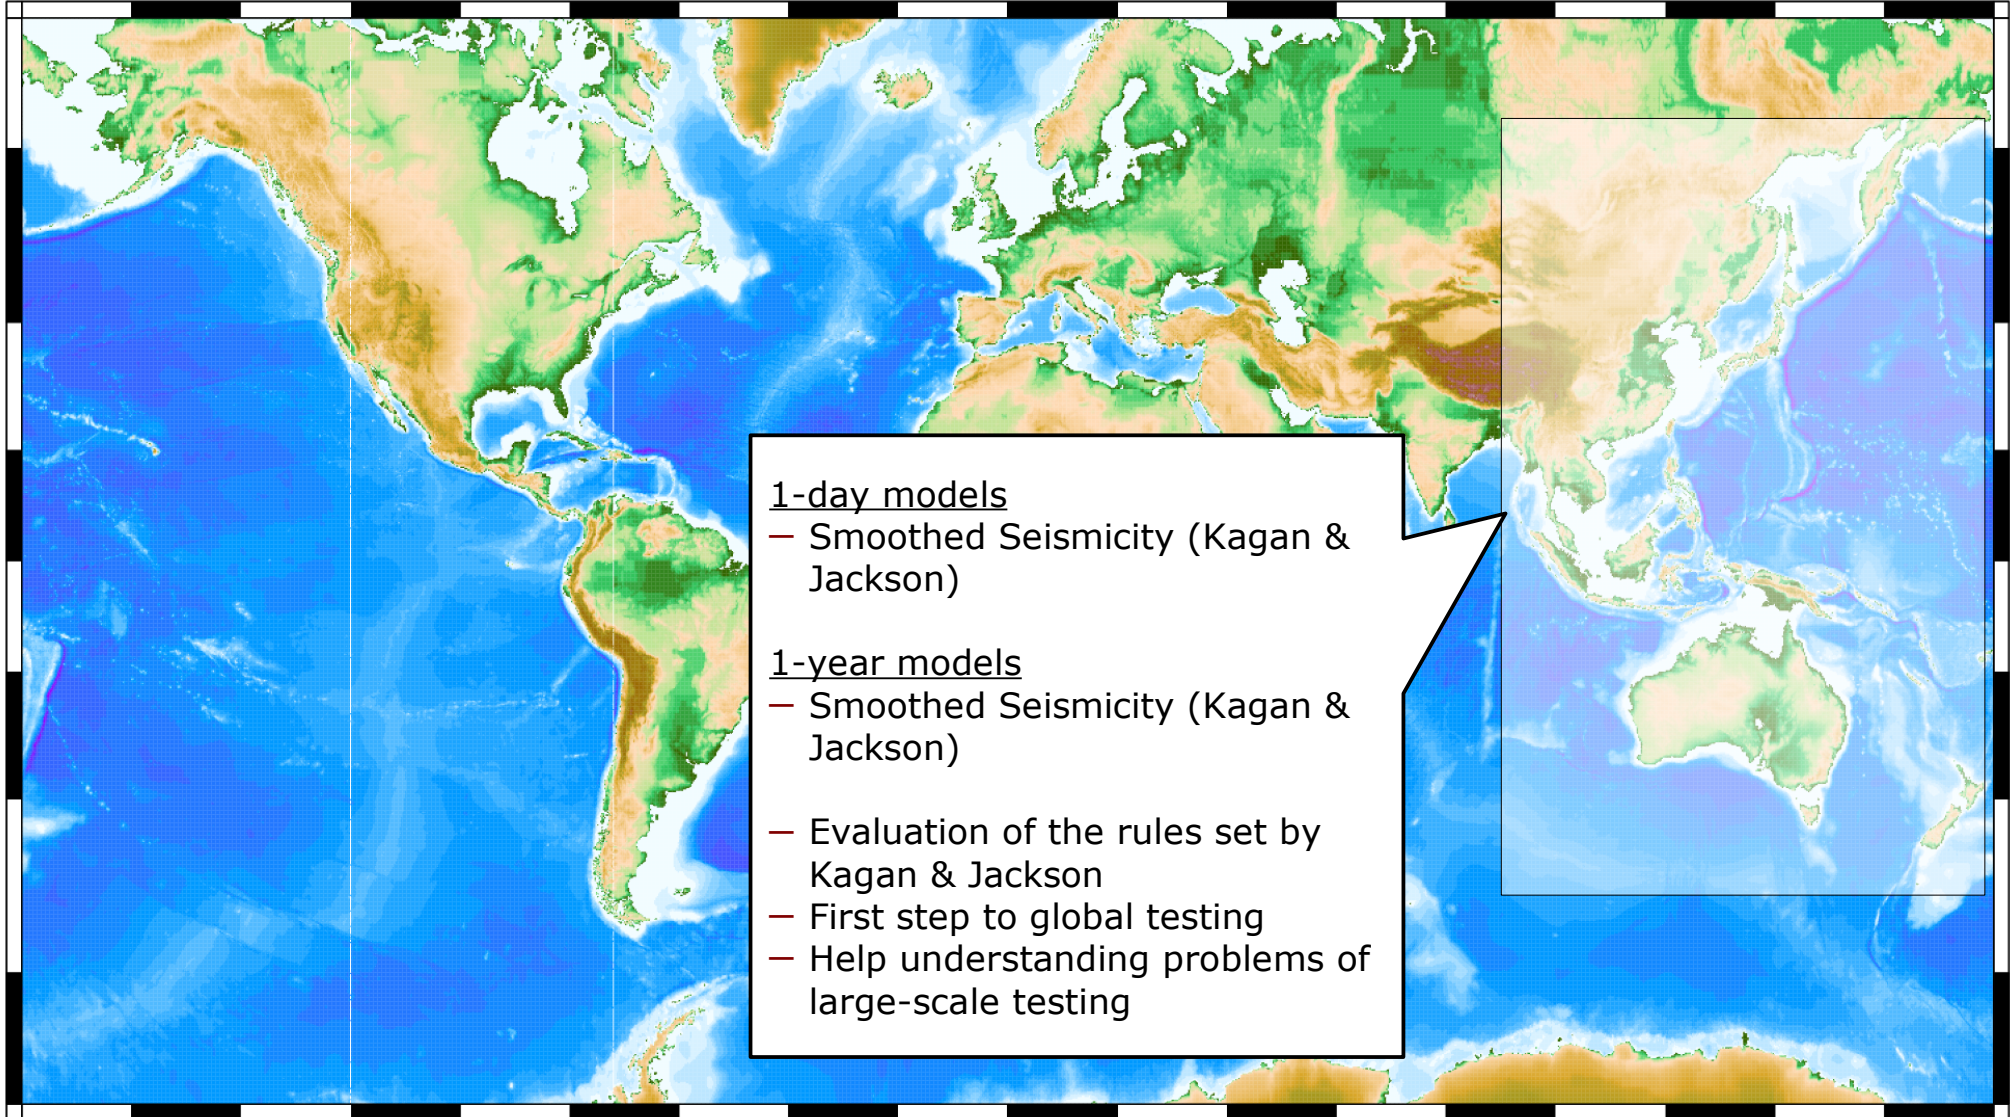 1-day models
– Smoothed Seismicity (Kagan &
Jackson)
1-year models
– Smoothed Seismicity (Kagan &
Jackson)
– Evaluation of the rules set by
Kagan & Jackson
– First step to global testing
– Help understanding problems of
large-scale testing